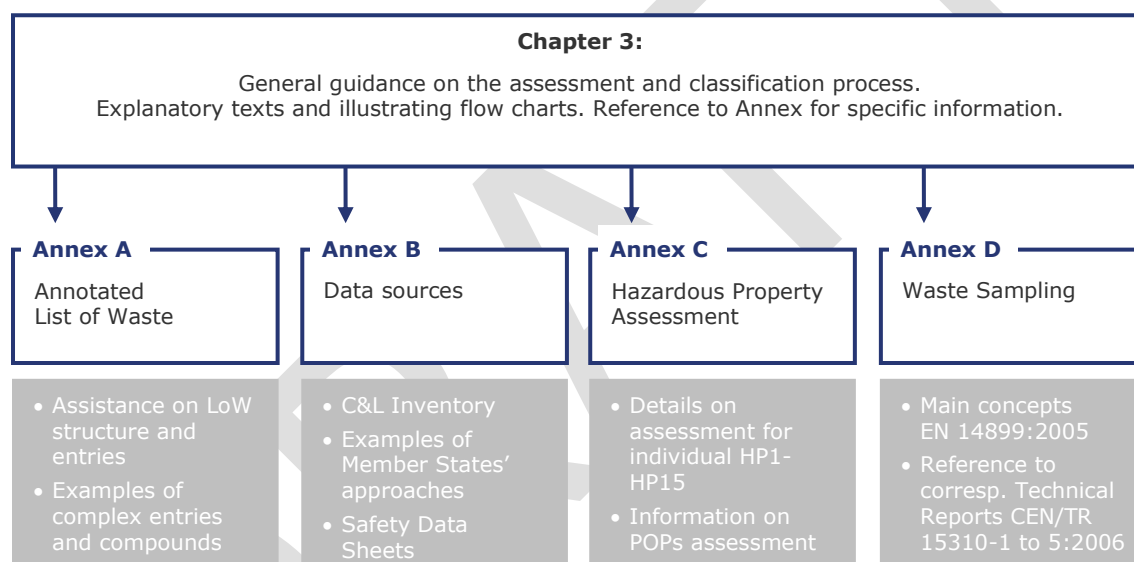 Chapter 3:
General guidance on the assessment and classification process.
Explanatory texts and illustrating flow charts. Reference to Annex for specific information.
Annex A
Annotated
List of Waste
• Assistance on LoW
structure and
entries
• Examples of
complex entries
and compounds
Annex B
Data sources
• C&L Inventory
• Examples of
Member States’
approaches
• Safety Data
Sheets
Annex C
Hazardous Property
Assessment
• Details on
assessment for
individual HP1-
HP15
• Information on
POPs assessment
Annex D
Waste Sampling
• Main concepts
EN 14899:2005
• Reference to
corresp. Technical
Reports CEN/TR
15310-1 to 5:2006